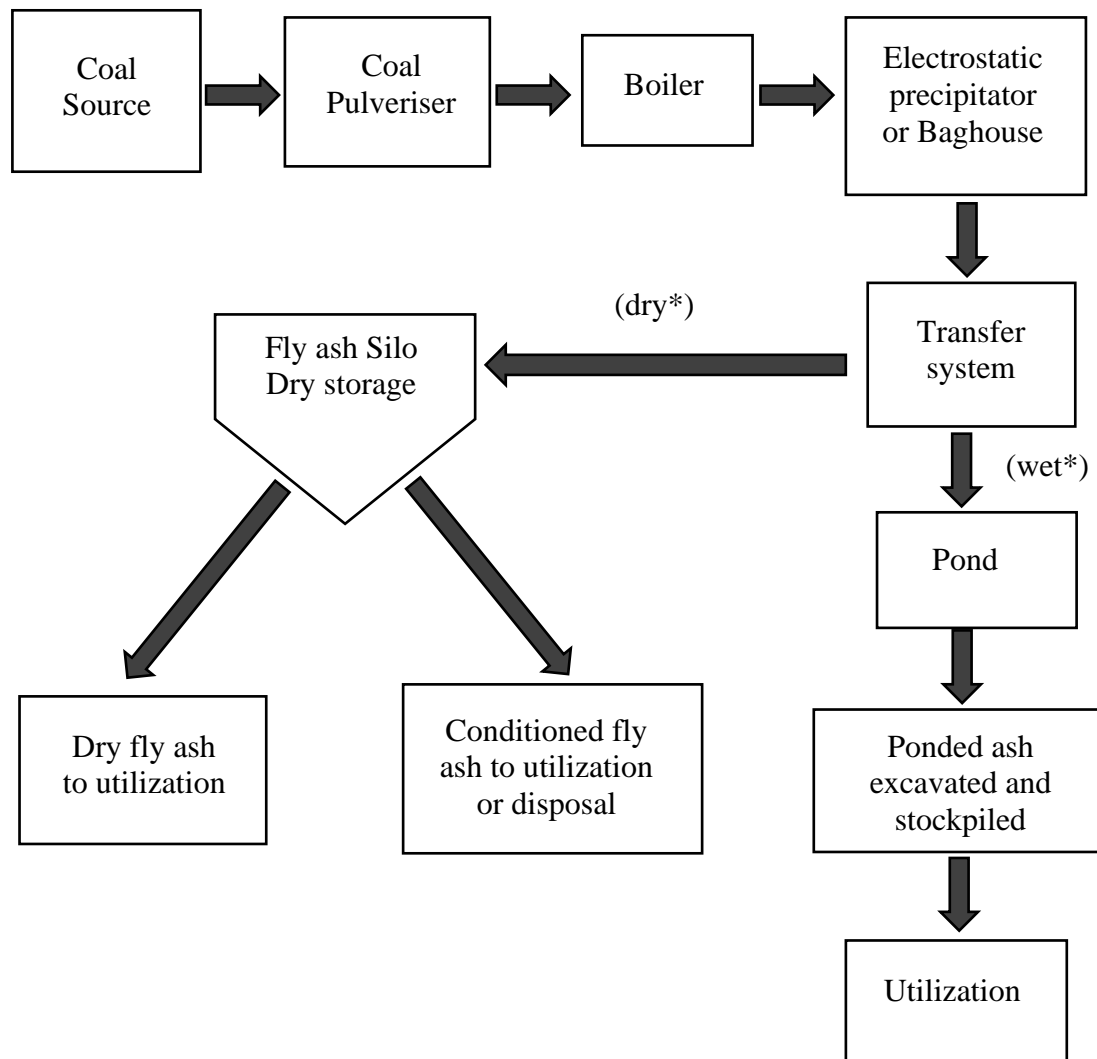 Coal
Source
Coal
Pulveriser
Boiler
Electrostatic
precipitator
or Baghouse
(dry*)
Fly ash Silo
Dry storage
Transfer
system
(wet*)
Pond
Dry fly ash
to utilization
Conditioned fly
ash to utilization
or disposal
Ponded ash
excavated and
stockpiled
Utilization